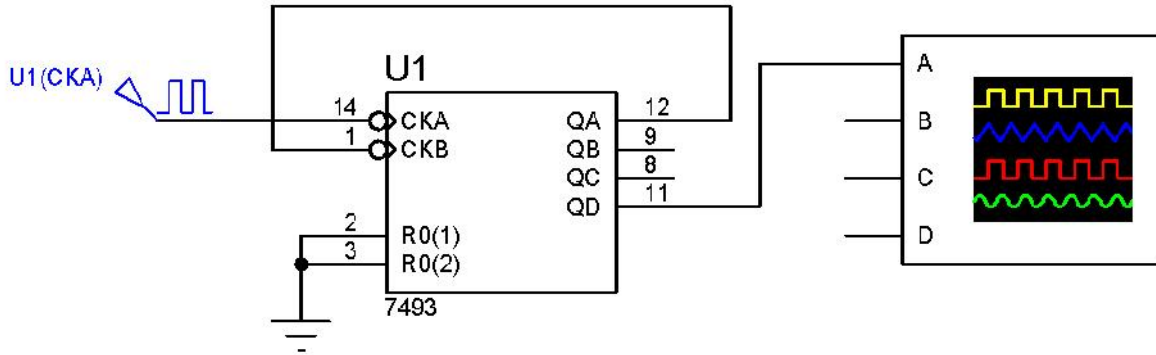 U1(CKA)
U1
14 CKA QA 12
1 CKB QB 9
QC 8
QD 11
2 R0(1)
3 R0(2)
7493
A
B
C
D